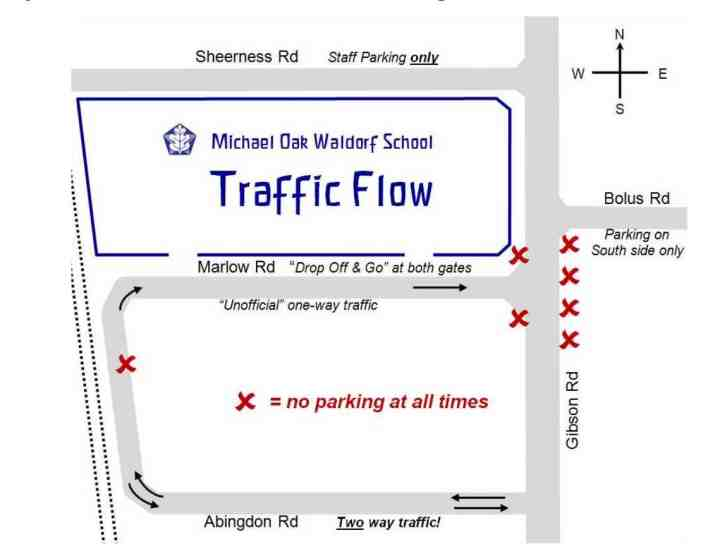 N
Sheerness Rd Staff Parking only
W E
S
Michael Oak Waldorf School
Traffic Flow
Bolus Rd
Parking on
South side only
Marlow Rd "Drop Off & Go" at both gates
"Unofficial" one-way traffic
= no parking at all times
Gibson Rd
Abingdon Rd Two way traffic!